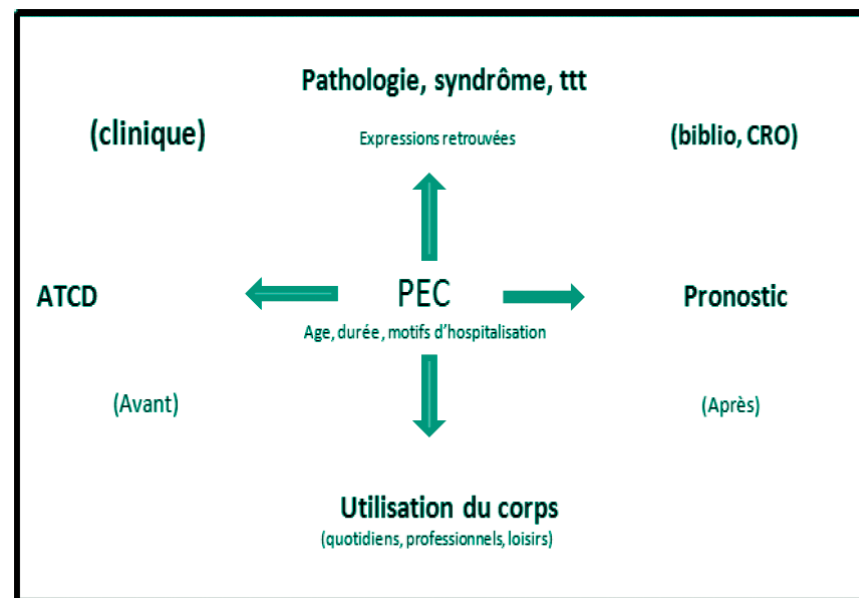 Pathologie, syndrôme, ttt
(clinique)
Expressions retrouvées
(biblio, CRO)
ATCD
PEC
Pronostic
Age, durée, motifs d'hospitalisation
(Avant)
(Après)
Utilisation du corps
(quotidiens, professionnels, loisirs)